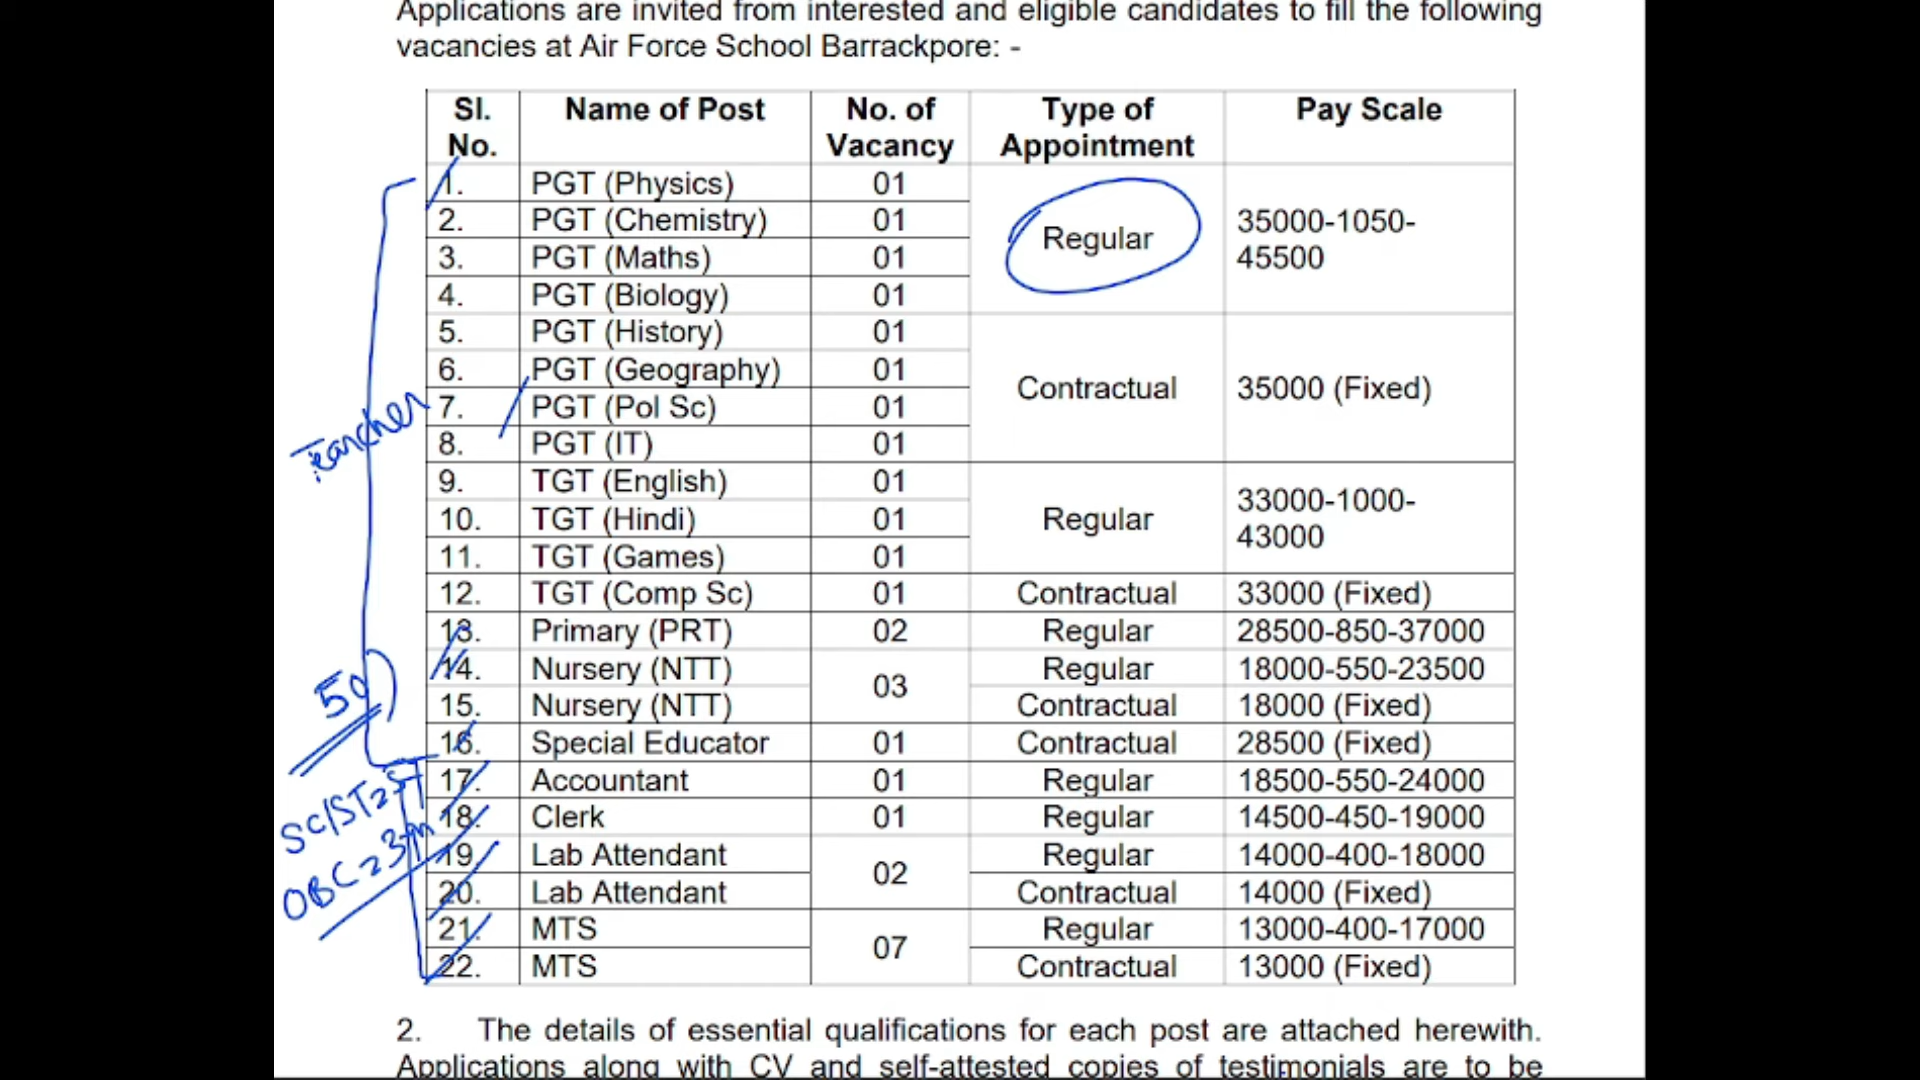 Applications are invited from interested and eligible candidates to fill the following
vacancies at Air Force School Barrackpore: -
Sl. No. Name of Post No. of Vacancy Type of Appointment Pay Scale
1. PGT (Physics) 01 Regular 35000-1050-45500
2. PGT (Chemistry) 01
3. PGT (Maths) 01
4. PGT (Biology) 01
5. PGT (History) 01 Contractual 35000 (Fixed)
6. PGT (Geography) 01
7. PGT (Pol Sc) 01
8. PGT (IT) 01
9. TGT (English) 01 Regular 33000-1000-43000
10. TGT (Hindi) 01
11. TGT (Games) 01
12. TGT (Comp Sc) 01 Contractual 33000 (Fixed)
13. Primary (PRT) 02 Regular 28500-850-37000
14. Nursery (NTT) 03 Regular 18000-550-23500
15. Nursery (NTT) Contractual 18000 (Fixed)
16. Special Educator 01 Contractual 28500 (Fixed)
17. Accountant 01 Regular 18500-550-24000
18. Clerk 01 Regular 14500-450-19000
19. Lab Attendant 02 Regular 14000-400-18000
20. Lab Attendant Contractual 14000 (Fixed)
21. MTS 07 Regular 13000-400-17000
22. MTS Contractual 13000 (Fixed)
2. The details of essential qualifications for each post are attached herewith.
Applications along with CV and self-attested copies of testimonials are to be
50
SC/ST
OBC